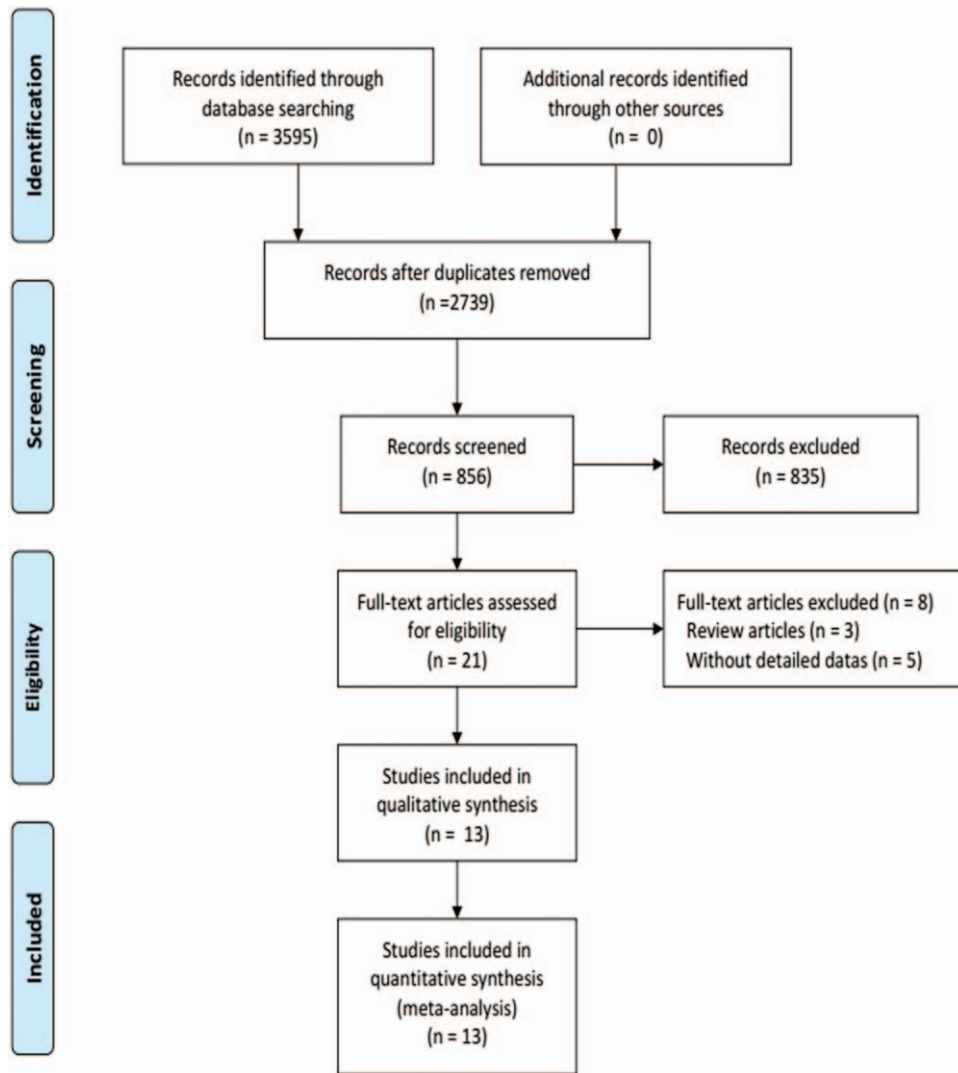 Identification
Records identified through
database searching
(n = 3595)
Additional records identified
through other sources
(n = 0)
Records after duplicates removed
(n =2739)
Screening
Records screened
(n = 856)
Records excluded
(n = 835)
Eligibility
Full-text articles assessed
for eligibility
(n = 21)
Full-text articles excluded (n = 8)
Review articles (n = 3)
Without detailed datas (n = 5)
Studies included in
qualitative synthesis
(n = 13)
Included
Studies included in
quantitative synthesis
(meta-analysis)
(n = 13)